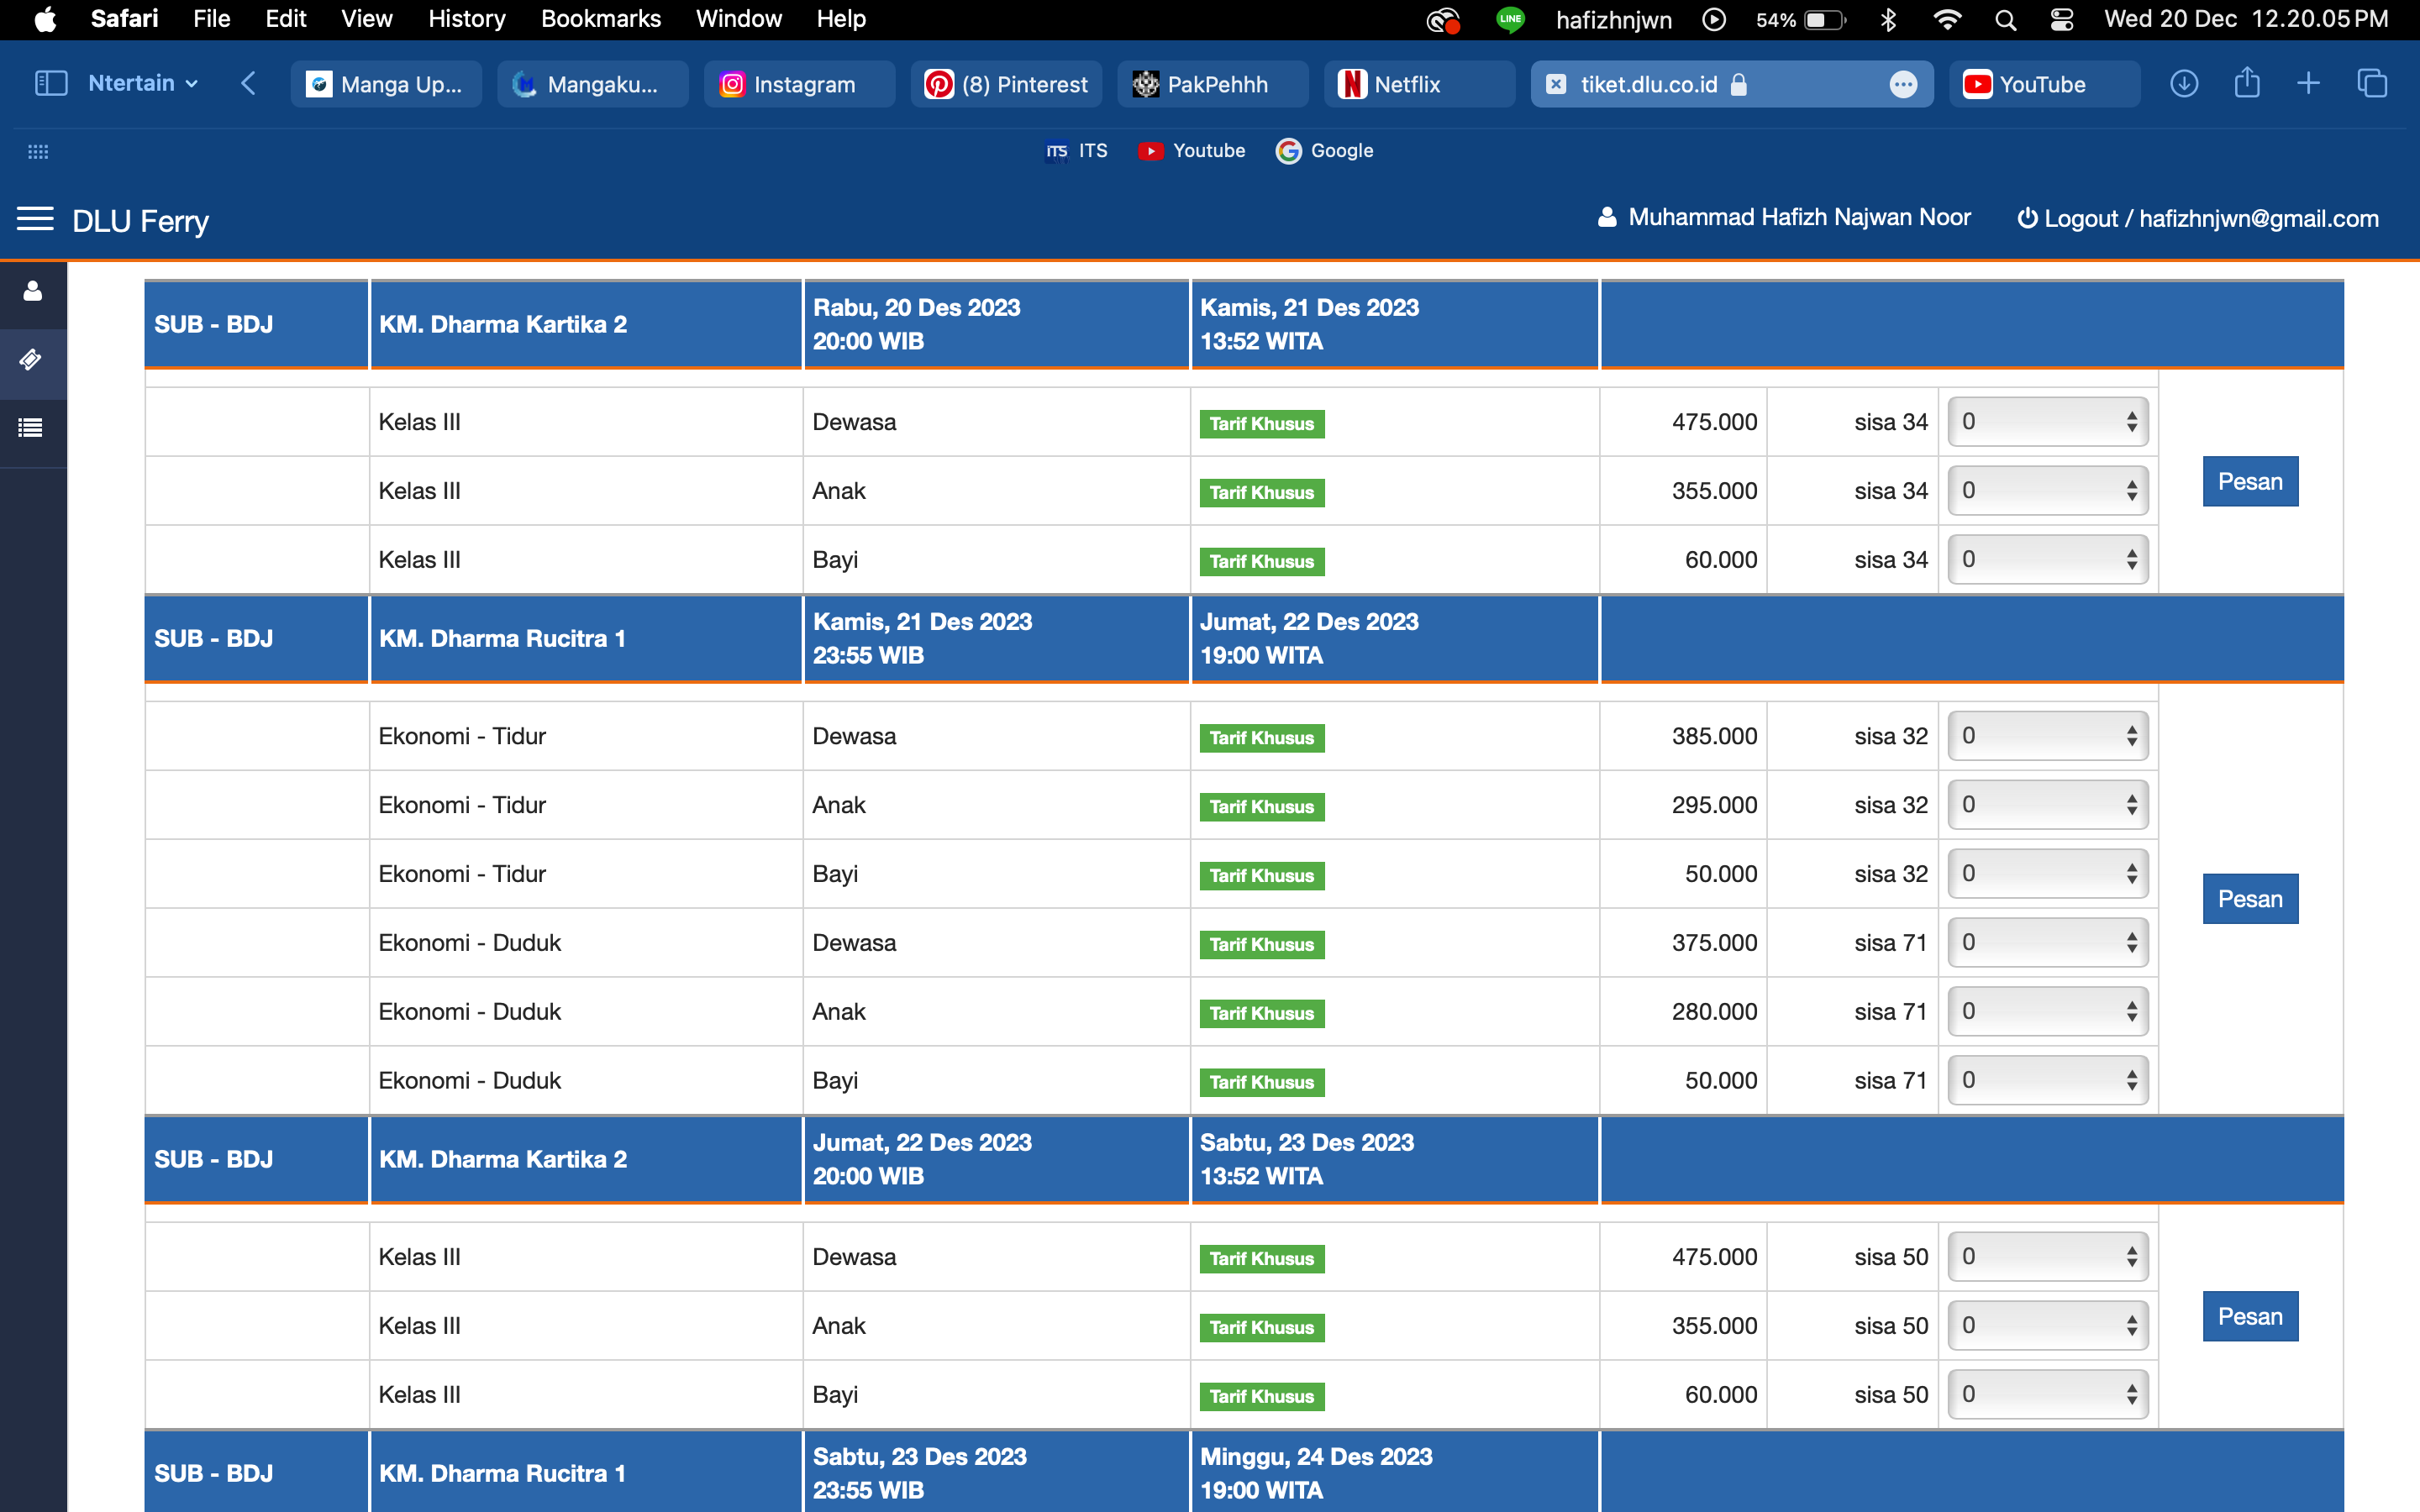 Safari File Edit View History Bookmarks Window Help LINE hafizhnjwn 54% Wed 20 Dec 12.20.05 PM
Ntertain Manga Up... Mangaku... Instagram (8) Pinterest PakPehhh Netflix tiket.dlu.co.id YouTube
ITS ITS Youtube Google
DLU Ferry Muhammad Hafizh Najwan Noor Logout / hafizhnjwn@gmail.com
SUB - BDJ KM. Dharma Kartika 2 Rabu, 20 Des 2023 Kamis, 21 Des 2023
20:00 WIB 13:52 WITA
Kelas III Dewasa Tarif Khusus 475.000 sisa 34 0
Kelas III Anak Tarif Khusus 355.000 sisa 34 0 Pesan
Kelas III Bayi Tarif Khusus 60.000 sisa 34 0
SUB - BDJ KM. Dharma Rucitra 1 Kamis, 21 Des 2023 Jumat, 22 Des 2023
23:55 WIB 19:00 WITA
Ekonomi - Tidur Dewasa Tarif Khusus 385.000 sisa 32 0
Ekonomi - Tidur Anak Tarif Khusus 295.000 sisa 32 0
Ekonomi - Tidur Bayi Tarif Khusus 50.000 sisa 32 0 Pesan
Ekonomi - Duduk Dewasa Tarif Khusus 375.000 sisa 71 0
Ekonomi - Duduk Anak Tarif Khusus 280.000 sisa 71 0
Ekonomi - Duduk Bayi Tarif Khusus 50.000 sisa 71 0
SUB - BDJ KM. Dharma Kartika 2 Jumat, 22 Des 2023 Sabtu, 23 Des 2023
20:00 WIB 13:52 WITA
Kelas III Dewasa Tarif Khusus 475.000 sisa 50 0
Kelas III Anak Tarif Khusus 355.000 sisa 50 0 Pesan
Kelas III Bayi Tarif Khusus 60.000 sisa 50 0
SUB - BDJ KM. Dharma Rucitra 1 Sabtu, 23 Des 2023 Minggu, 24 Des 2023
23:55 WIB 19:00 WITA